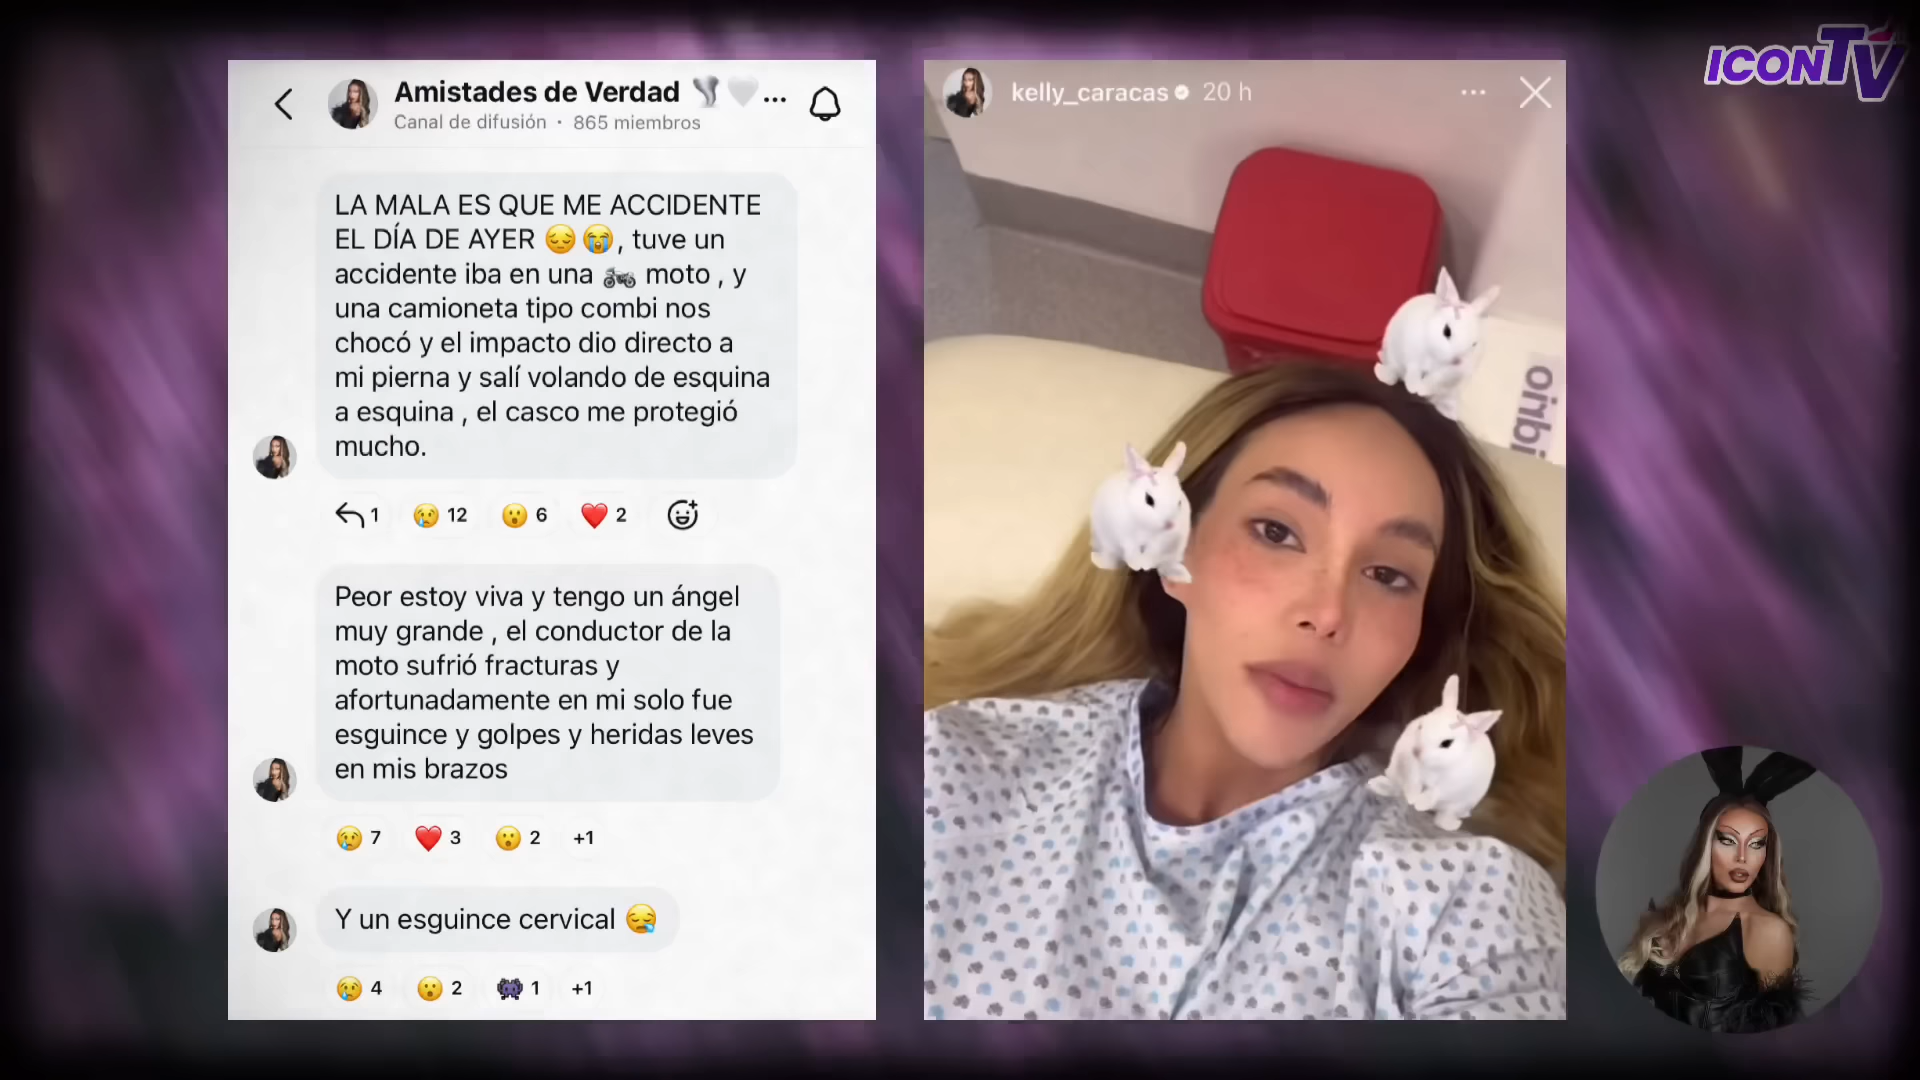 Amistades de Verdad 🌪️🤍...
Canal de difusión · 865 miembros
LA MALA ES QUE ME ACCIDENTE
EL DÍA DE AYER 😔😭, tuve un
accidente iba en una 🏍️ moto , y
una camioneta tipo combi nos
chocó y el impacto dio directo a
mi pierna y salí volando de esquina
a esquina , el casco me protegió
mucho.
1 😢 12 😮 6 ❤️ 2
Peor estoy viva y tengo un ángel
muy grande , el conductor de la
moto sufrió fracturas y
afortunadamente en mi solo fue
esguince y golpes y heridas leves
en mis brazos
😢 7 ❤️ 3 😮 2 +1
Y un esguince cervical 😪
😢 4 😮 2 👾 1 +1
kelly_caracas 20 h ...
ICONTV